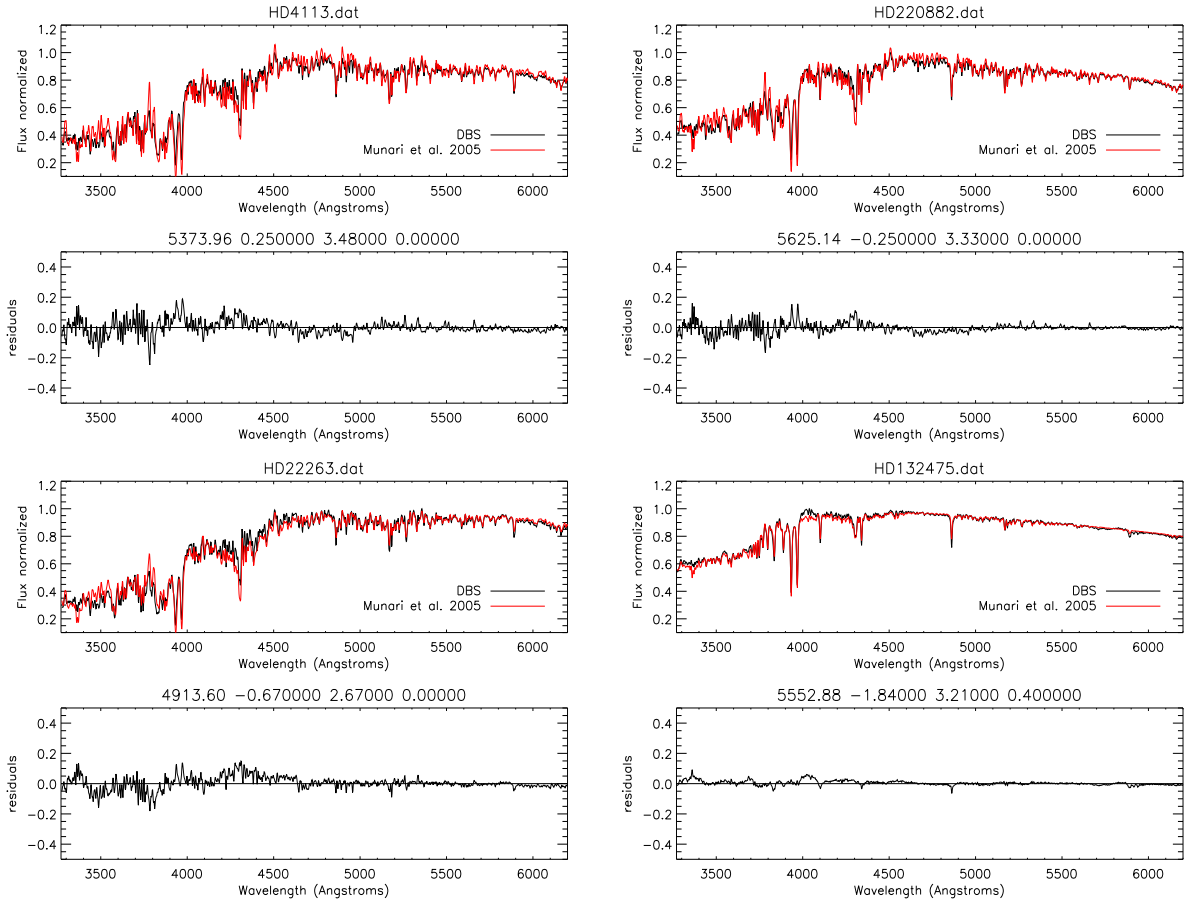 HD4113.dat
Flux normalized
1.2
1.0
0.8
0.6
0.4
0.2
DBS
Munari et al. 2005
3500 4000 4500 5000 5500 6000
Wavelength (Angstroms)
HD220882.dat
Flux normalized
1.2
1.0
0.8
0.6
0.4
0.2
DBS
Munari et al. 2005
3500 4000 4500 5000 5500 6000
Wavelength (Angstroms)
5373.96 0.250000 3.48000 0.00000
residuals
0.4
0.2
0.0
−0.2
−0.4
3500 4000 4500 5000 5500 6000
Wavelength (Angstroms)
5625.14 −0.250000 3.33000 0.00000
residuals
0.4
0.2
0.0
−0.2
−0.4
3500 4000 4500 5000 5500 6000
Wavelength (Angstroms)
HD22263.dat
Flux normalized
1.2
1.0
0.8
0.6
0.4
0.2
DBS
Munari et al. 2005
3500 4000 4500 5000 5500 6000
Wavelength (Angstroms)
HD132475.dat
Flux normalized
1.2
1.0
0.8
0.6
0.4
0.2
DBS
Munari et al. 2005
3500 4000 4500 5000 5500 6000
Wavelength (Angstroms)
4913.60 −0.670000 2.67000 0.00000
residuals
0.4
0.2
0.0
−0.2
−0.4
3500 4000 4500 5000 5500 6000
Wavelength (Angstroms)
5552.88 −1.84000 3.21000 0.400000
residuals
0.4
0.2
0.0
−0.2
−0.4
3500 4000 4500 5000 5500 6000
Wavelength (Angstroms)